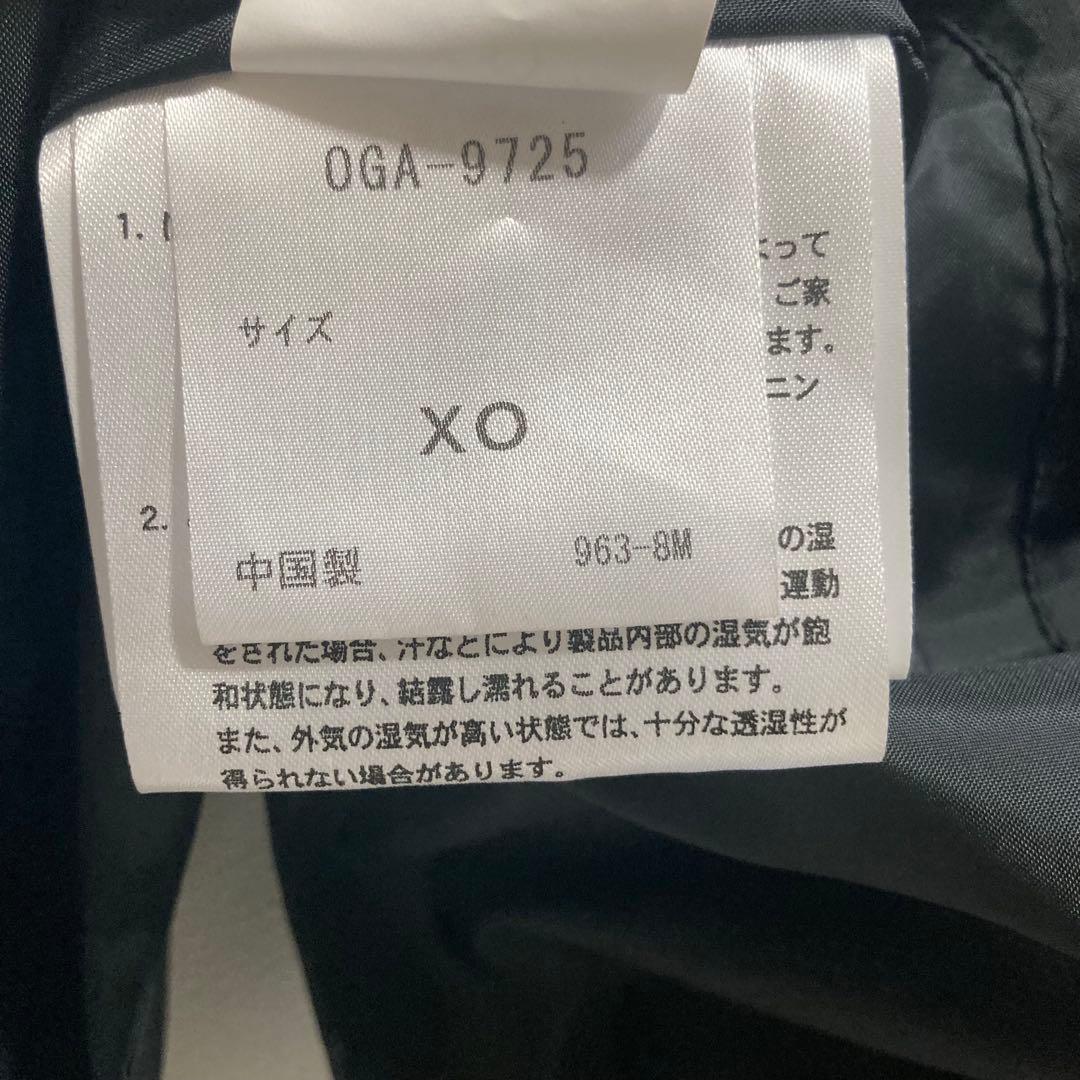 OGA-9725
サイズ
XO
中国製 963-8M
1.
よって
ご家
ます。
ニン
2.
の湿
運動
をされた場合、汗などにより製品内部の湿気が飽
和状態になり、結露し濡れることがあります。
また、外気の湿気が高い状態では、十分な透湿性が
得られない場合があります。